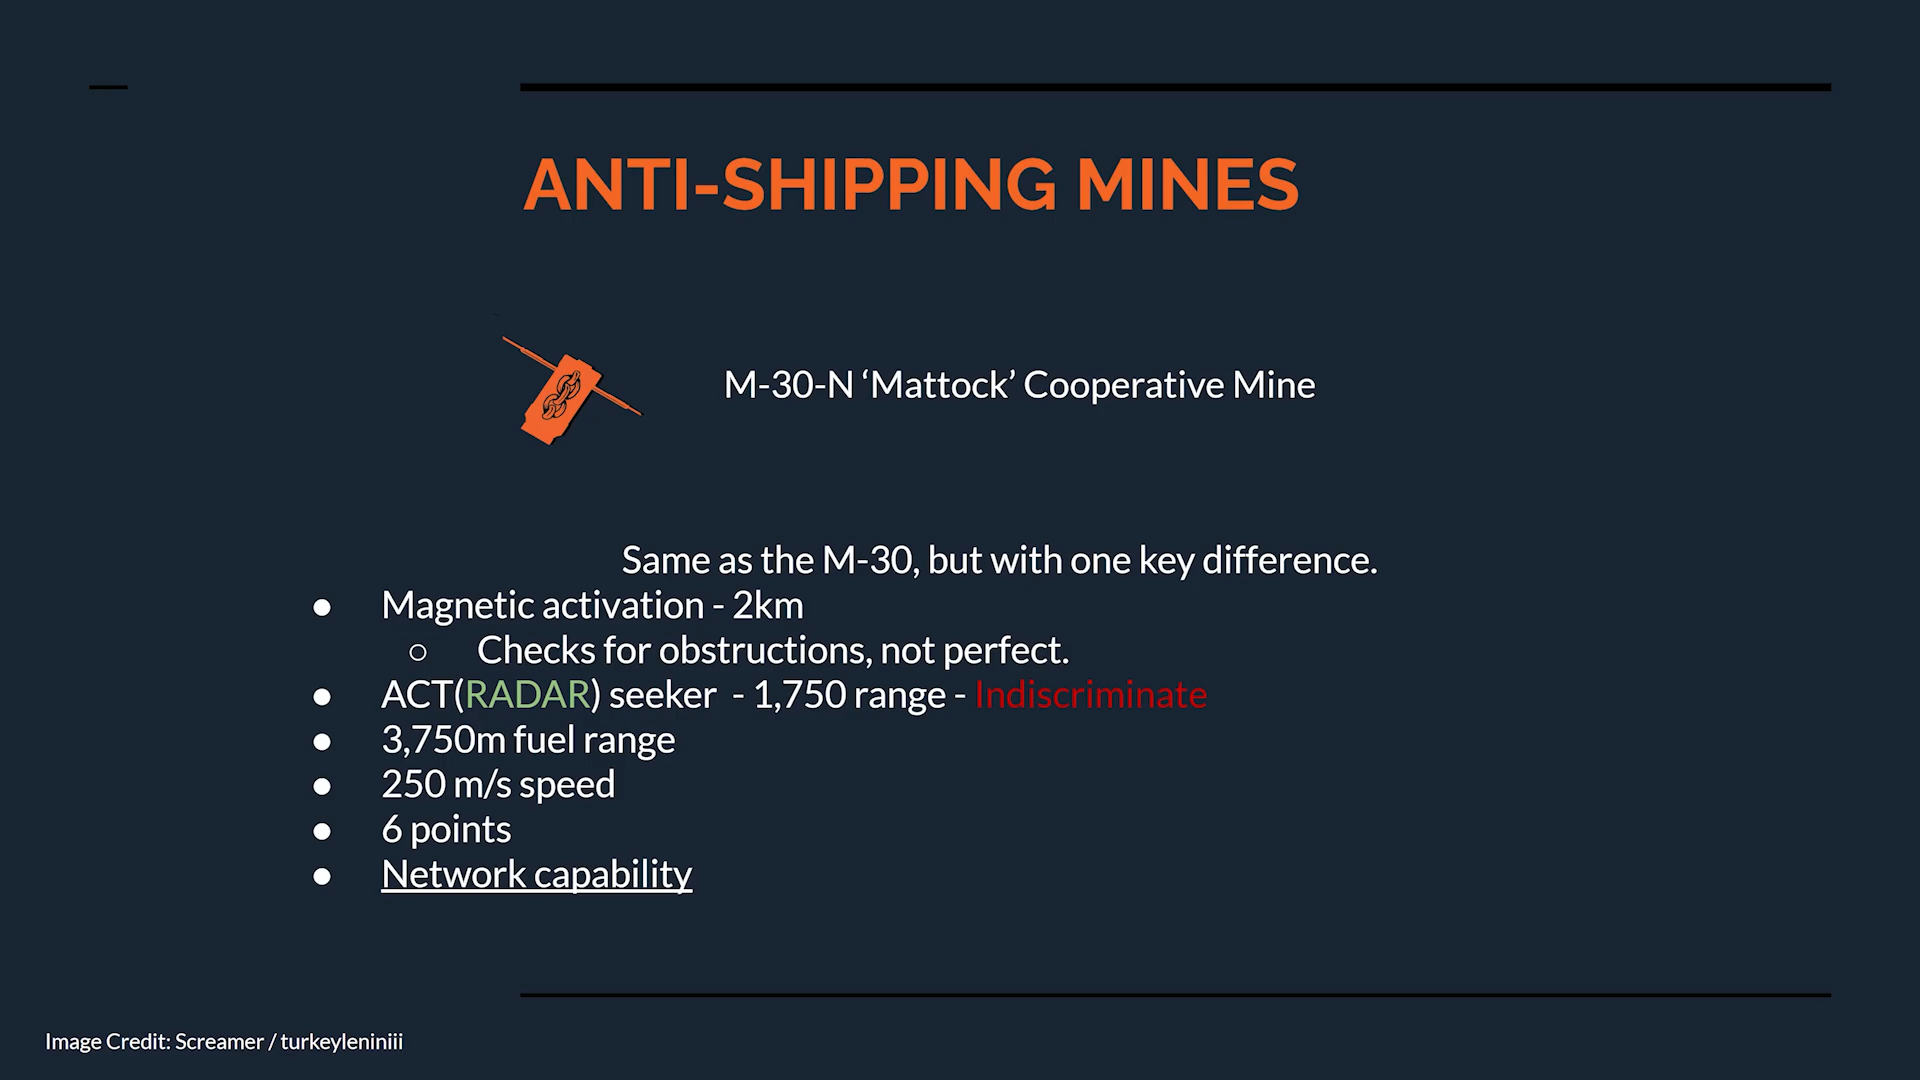 ANTI-SHIPPING MINES
M-30-N ‘Mattock’ Cooperative Mine
Same as the M-30, but with one key difference.
● Magnetic activation - 2km
○ Checks for obstructions, not perfect.
● ACT(RADAR) seeker - 1,750 range - Indiscriminate
● 3,750m fuel range
● 250 m/s speed
● 6 points
● Network capability
Image Credit: Screamer / turkeyleniniii